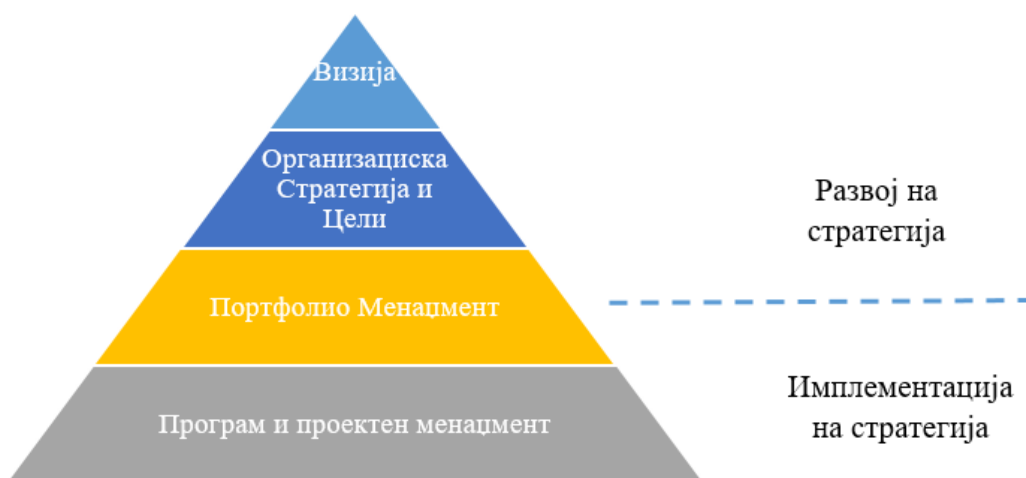 Визија
Организациска
Стратегија и
Цели
Портфолио Менаџмент
Програм и проектен менаџмент
Развој на
стратегија
Имплементација
на стратегија